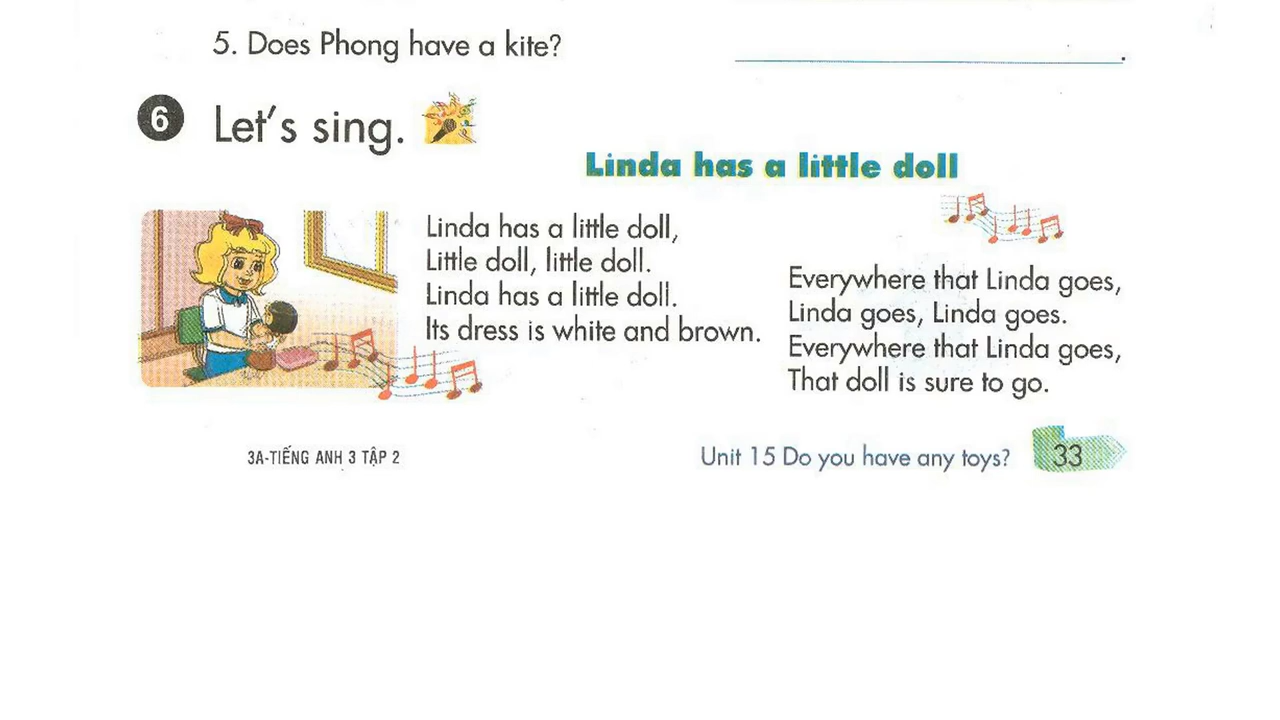 5. Does Phong have a kite? .
6 Let's sing.
Linda has a little doll
Linda has a little doll,
Little doll, little doll.
Linda has a little doll.
Its dress is white and brown.
Everywhere that Linda goes,
Linda goes, Linda goes.
Everywhere that Linda goes,
That doll is sure to go.
3A-TIẾNG ANH 3 TẬP 2
Unit 15 Do you have any toys? 33